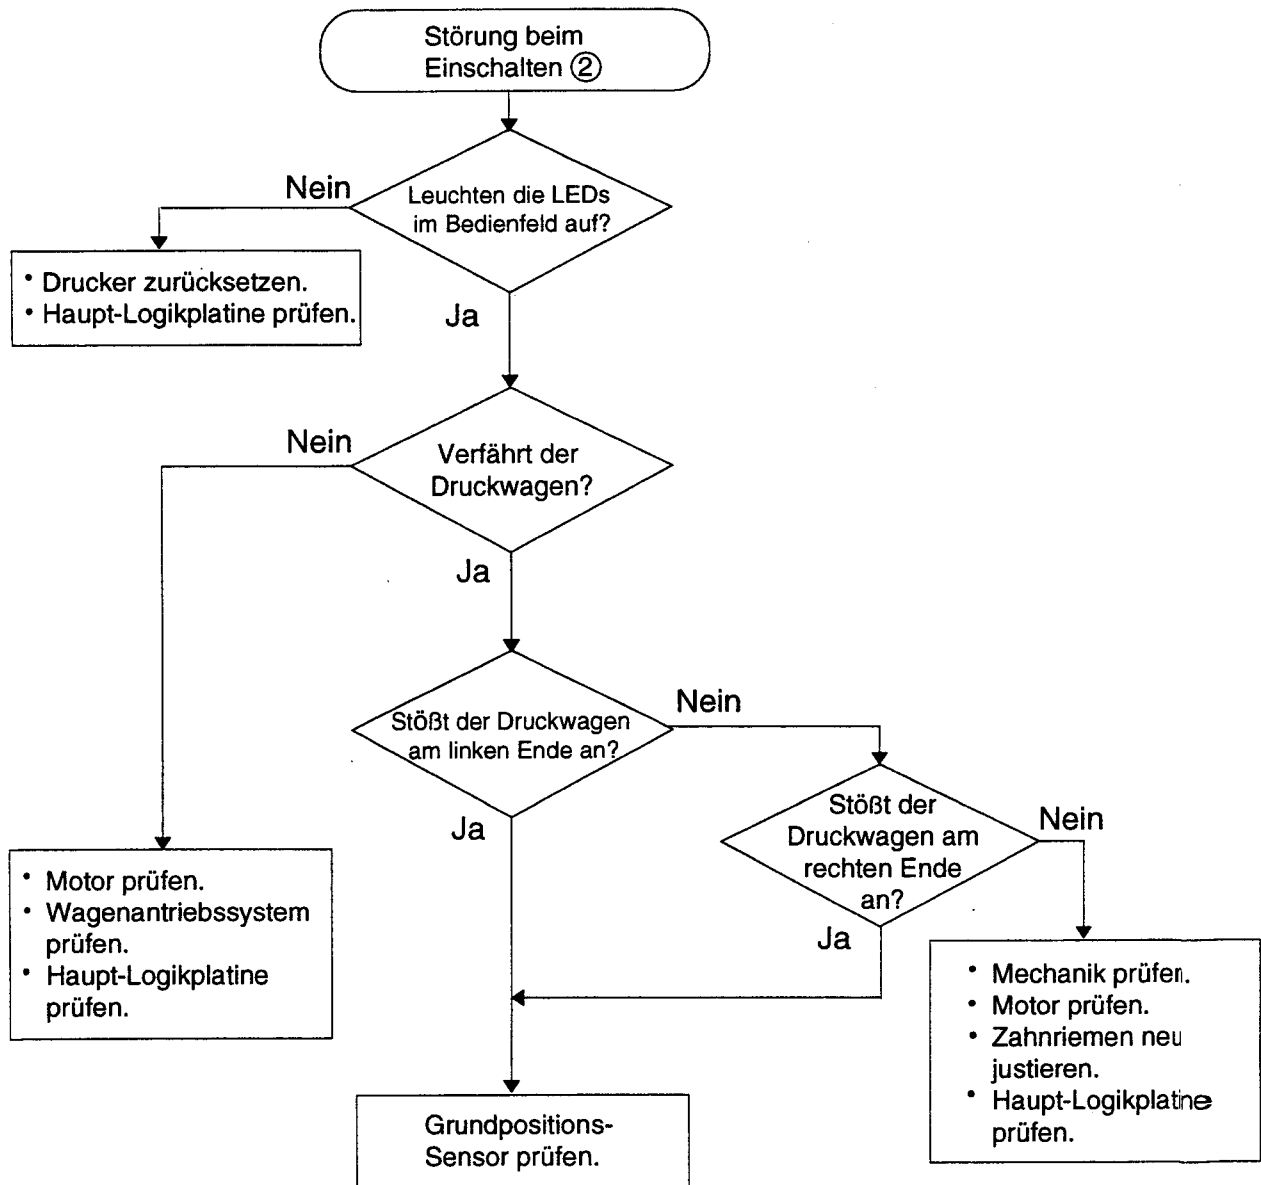 Störung beim
Einschalten ②
Nein
Leuchten die LEDs
im Bedienfeld auf?
• Drucker zurücksetzen.
• Haupt-Logikplatine prüfen.
Ja
Nein
Verfährt der
Druckwagen?
Ja
Nein
Stößt der Druckwagen
am linken Ende an?
Ja
Stößt der
Druckwagen am
rechten Ende
an?
Nein
Ja
• Motor prüfen.
• Wagenantriebssystem
prüfen.
• Haupt-Logikplatine
prüfen.
• Mechanik prüfen.
• Motor prüfen.
• Zahnriemen neu
justieren.
• Haupt-Logikplatine
prüfen.
Grundpositions-
Sensor prüfen.